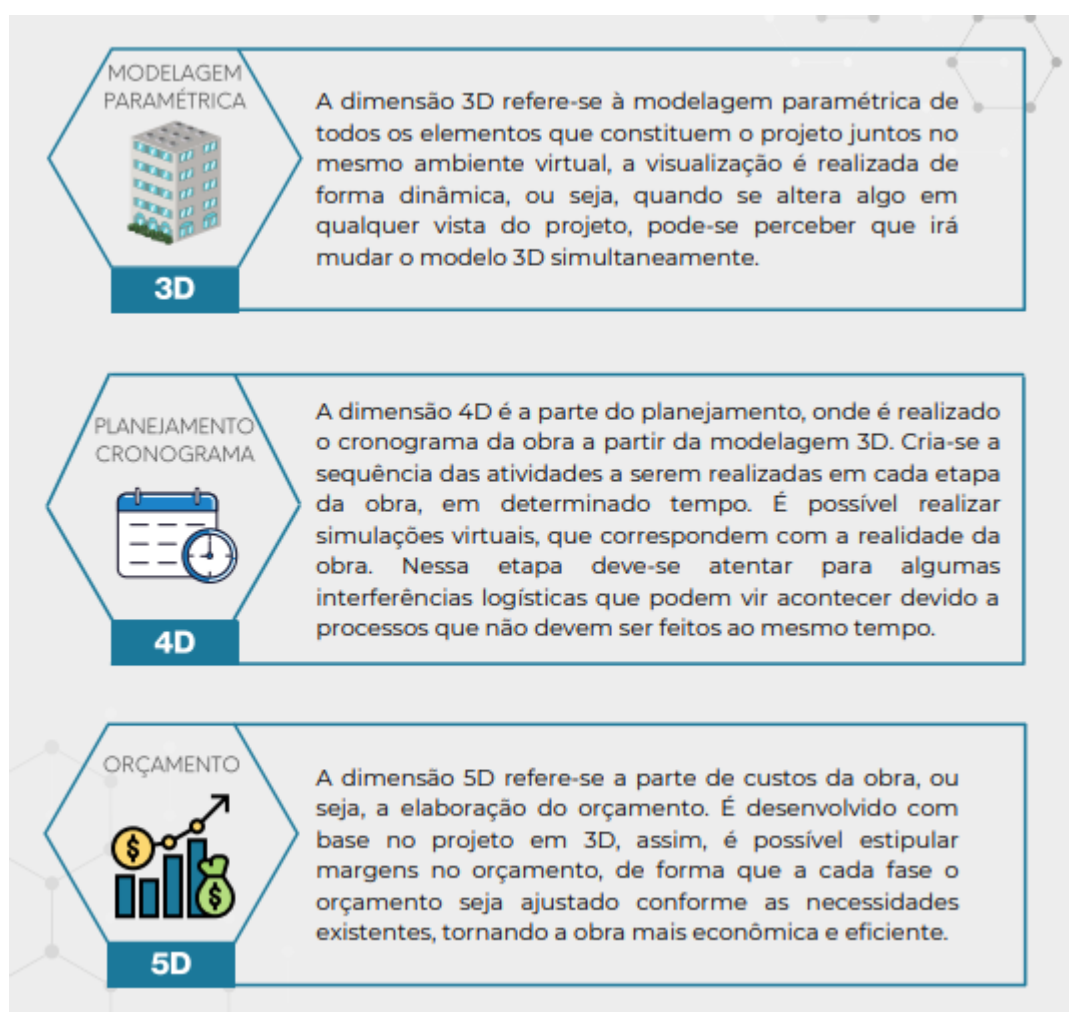 MODELAGEM
PARAMÉTRICA
3D
A dimensão 3D refere-se à modelagem paramétrica de
todos os elementos que constituem o projeto juntos no
mesmo ambiente virtual, a visualização é realizada de
forma dinâmica, ou seja, quando se altera algo em
qualquer vista do projeto, pode-se perceber que irá
mudar o modelo 3D simultaneamente.
PLANEJAMENTO
CRONOGRAMA
4D
A dimensão 4D é a parte do planejamento, onde é realizado
o cronograma da obra a partir da modelagem 3D. Cria-se a
sequência das atividades a serem realizadas em cada etapa
da obra, em determinado tempo. É possível realizar
simulações virtuais, que correspondem com a realidade da
obra. Nessa etapa deve-se atentar para algumas
interferências logísticas que podem vir acontecer devido a
processos que não devem ser feitos ao mesmo tempo.
ORÇAMENTO
$
$
5D
A dimensão 5D refere-se a parte de custos da obra, ou
seja, a elaboração do orçamento. É desenvolvido com
base no projeto em 3D, assim, é possível estipular
margens no orçamento, de forma que a cada fase o
orçamento seja ajustado conforme as necessidades
existentes, tornando a obra mais econômica e eficiente.